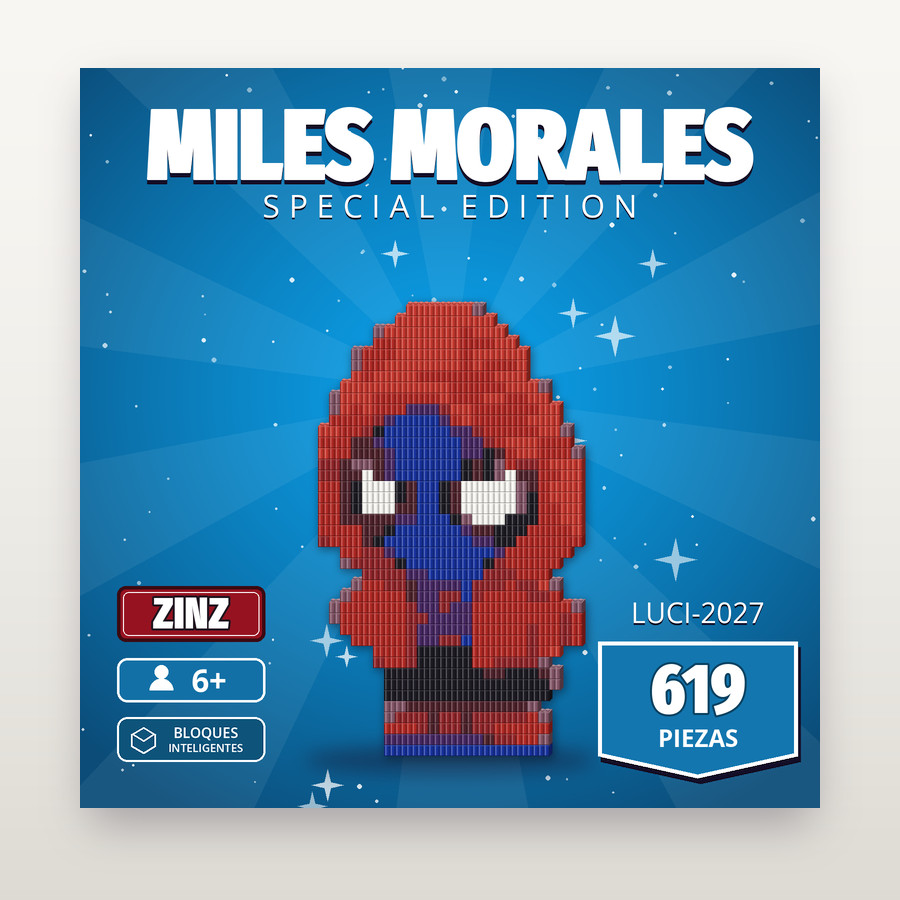 MILES MORALES
SPECIAL EDITION
ZINZ
6+
BLOQUES
INTELIGENTES
LUCI-2027
619
PIEZAS